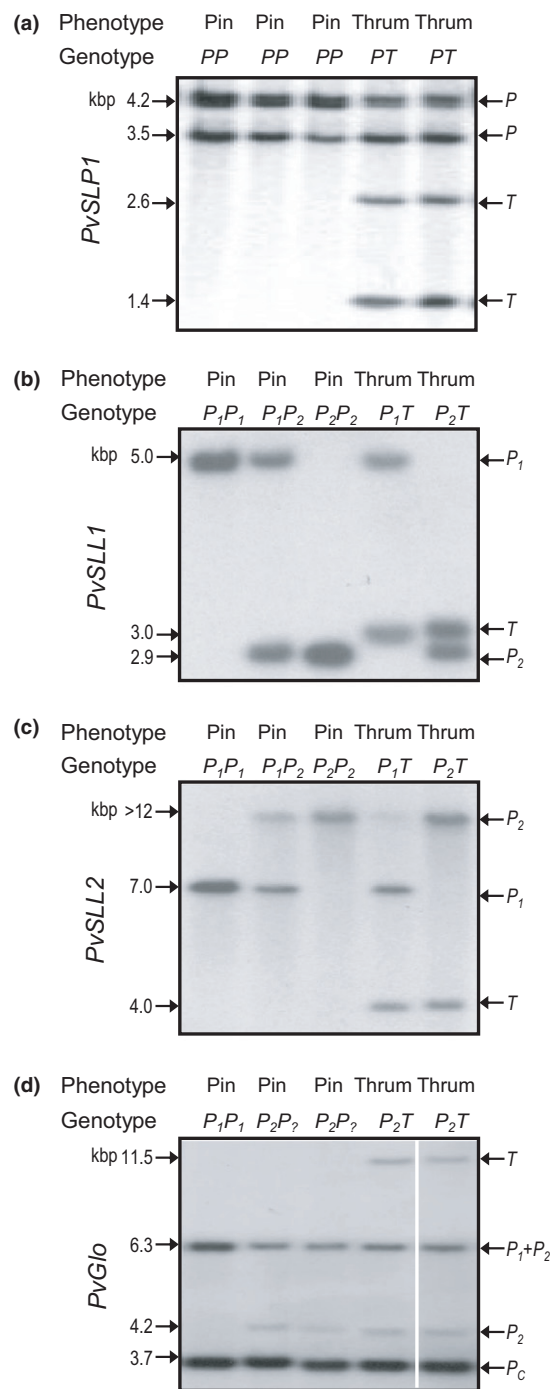 (a) Phenotype Pin Pin Pin Thrum Thrum
Genotype PP PP PP PT PT
kbp 4.2 P
3.5 P
PvSLP1
2.6 T
1.4 T
(b) Phenotype Pin Pin Pin Thrum Thrum
Genotype P₁P₁ P₁P₂ P₂P₂ P₁T P₂T
kbp 5.0 P₁
PvSLL1
3.0 T
2.9 P₂
(c) Phenotype Pin Pin Pin Thrum Thrum
Genotype P₁P₁ P₁P₂ P₂P₂ P₁T P₂T
kbp >12 P₂
7.0 P₁
PvSLL2
4.0 T
(d) Phenotype Pin Pin Pin Thrum Thrum
Genotype P₁P₁ P₂P? P₂P? P₂T P₂T
kbp 11.5 T
6.3 P₁+P₂
PvGlo
4.2 P₂
3.7 P_C